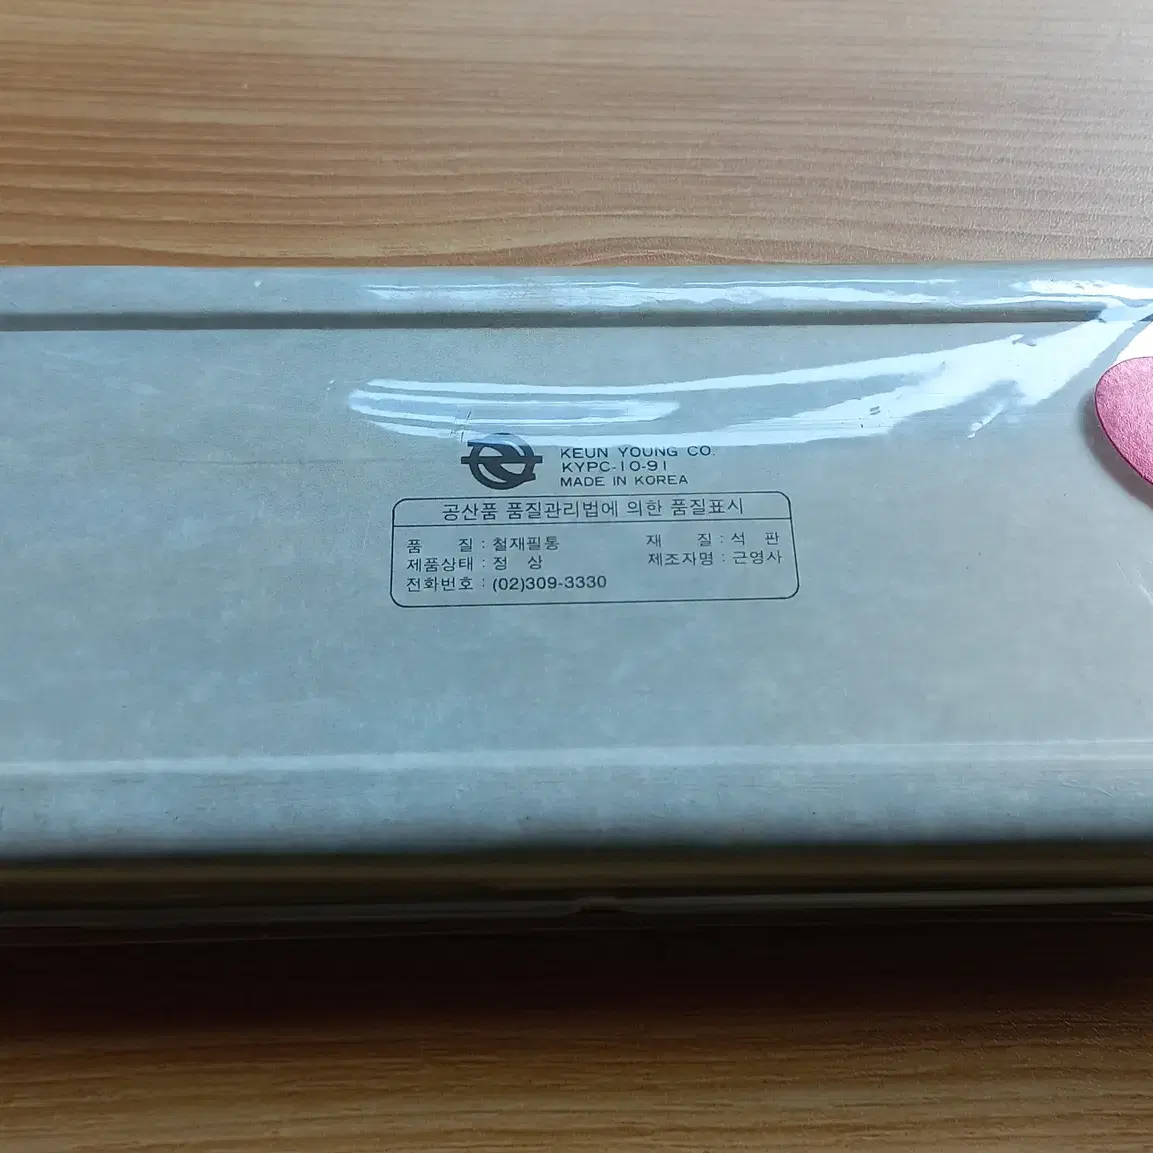 KEUN YOUNG CO.
KYPC-10-91
MADE IN KOREA
공산품 품질관리법에 의한 품질표시
품 질 : 철재필통 재 질 : 석 판
제품상태 : 정 상 제조자명 : 근영사
전화번호 : (02)309-3330